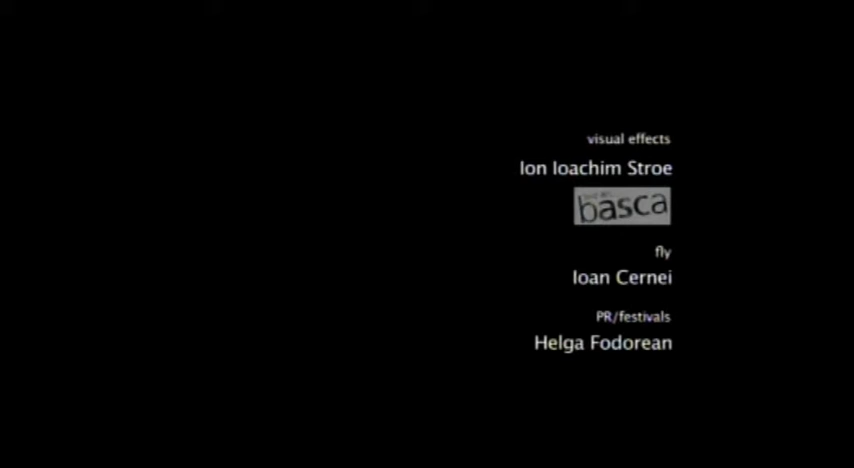 visual effects
Ion Ioachim Stroe
basca
fly
Ioan Cernei
PR/festivals
Helga Fodorean